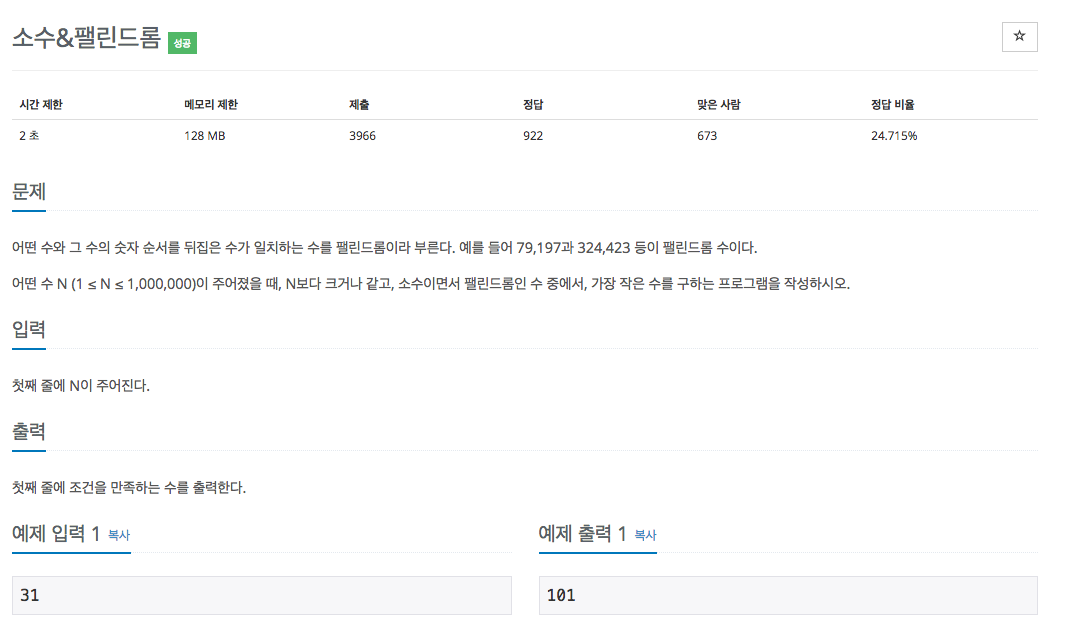 소수&팰린드롬 성공
☆
시간 제한 메모리 제한 제출 정답 맞은 사람 정답 비율
2 초 128 MB 3966 922 673 24.715%
문제
어떤 수와 그 수의 숫자 순서를 뒤집은 수가 일치하는 수를 팰린드롬이라 부른다. 예를 들어 79,197과 324,423 등이 팰린드롬 수이다.
어떤 수 N (1 ≤ N ≤ 1,000,000)이 주어졌을 때, N보다 크거나 같고, 소수이면서 팰린드롬인 수 중에서, 가장 작은 수를 구하는 프로그램을 작성하시오.
입력
첫째 줄에 N이 주어진다.
출력
첫째 줄에 조건을 만족하는 수를 출력한다.
예제 입력 1 복사 예제 출력 1 복사
31 101